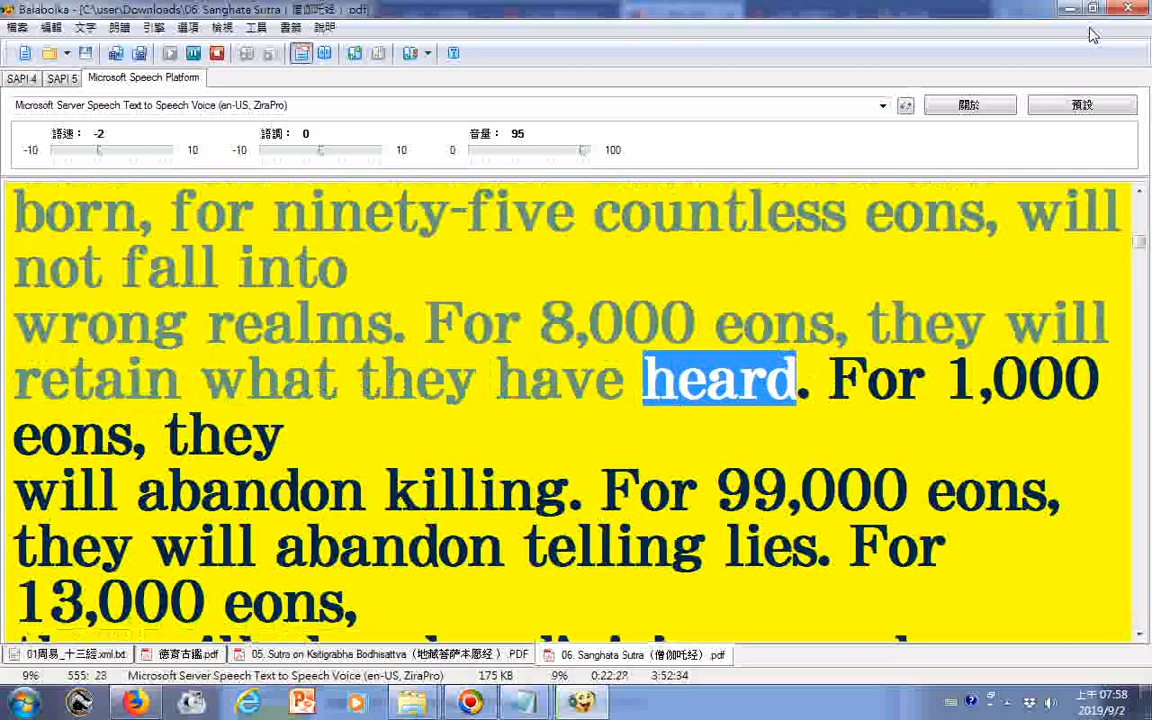 Balabolka - [C:\user\Downloads\06. Sanghata Sutra（僧伽吒经）.pdf]
檔案 編輯 文字 朗讀 引擎 選項 檢視 工具 書籤 說明
SAPI 4 SAPI 5 Microsoft Speech Platform
Microsoft Server Speech Text to Speech Voice (en-US, ZiraPro) 關於 預設
語速： -2 語調： 0 音量： 95
-10 10 -10 10 0 100
born, for ninety-five countless eons, will
not fall into
wrong realms. For 8,000 eons, they will
retain what they have heard. For 1,000
eons, they
will abandon killing. For 99,000 eons,
they will abandon telling lies. For
13,000 eons,
01周易_十三經.xml.txt 德育古鑑.pdf 05. Sutra on Ksitigrabha Bodhisattva（地藏菩萨本愿经）.PDF 06. Sanghata Sutra（僧伽吒经）.pdf
9% 555: 23 Microsoft Server Speech Text to Speech Voice (en-US, ZiraPro) 175 KB 9% 0:22:2? 3:52:34
上午 07:58
2019/9/2